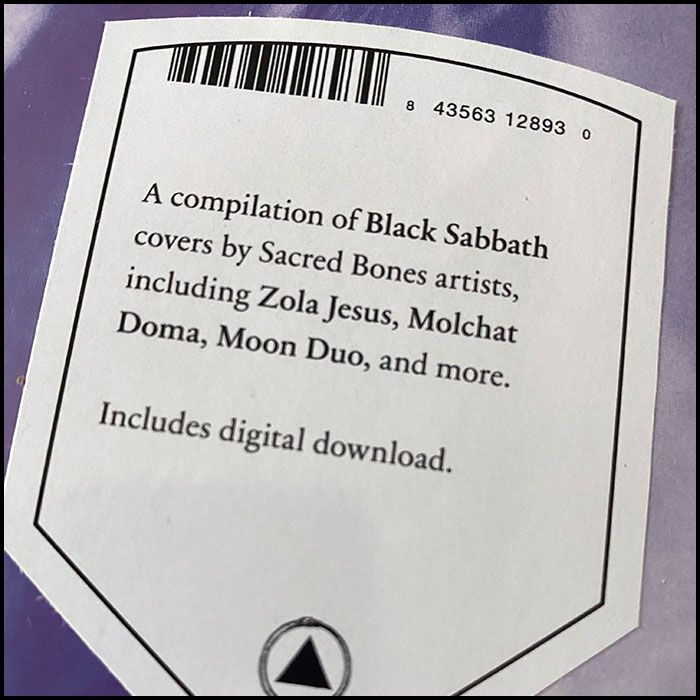 8 43563 12893 0
A compilation of Black Sabbath
covers by Sacred Bones artists,
including Zola Jesus, Molchat
Doma, Moon Duo, and more.
Includes digital download.